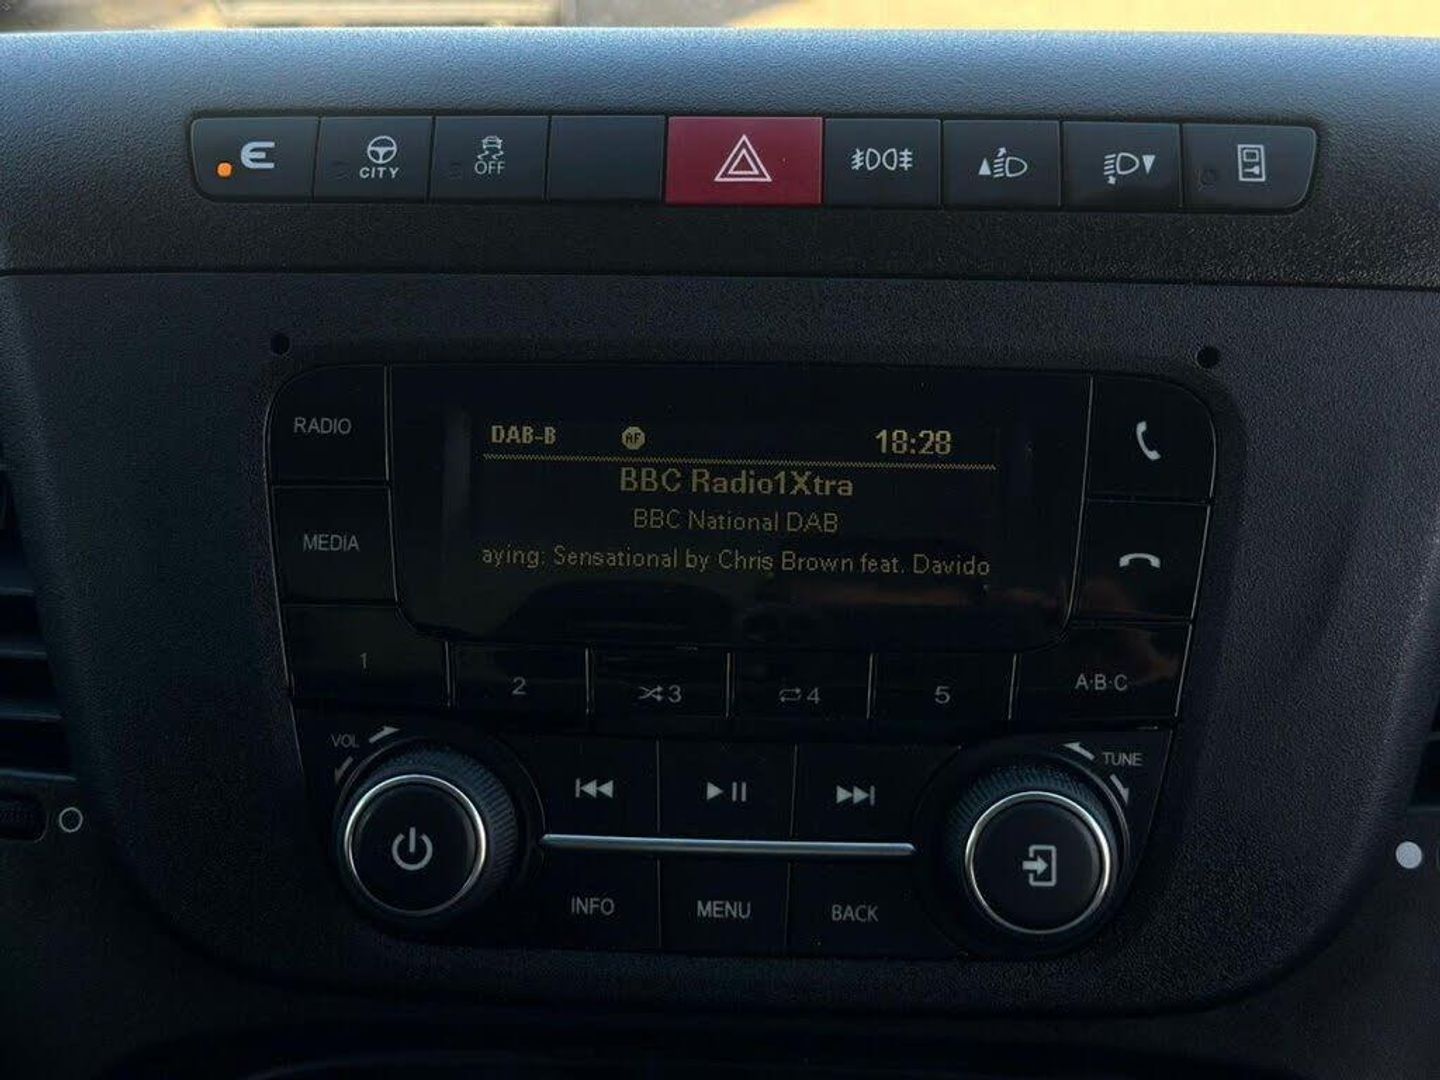 E
CITY
OFF
RADIO
MEDIA
DAB-B AF 18:28
BBC Radio1Xtra
BBC National DAB
aying: Sensational by Chris Brown feat. Davido
1
2
3
4
5
A·B·C
VOL
TUNE
INFO
MENU
BACK